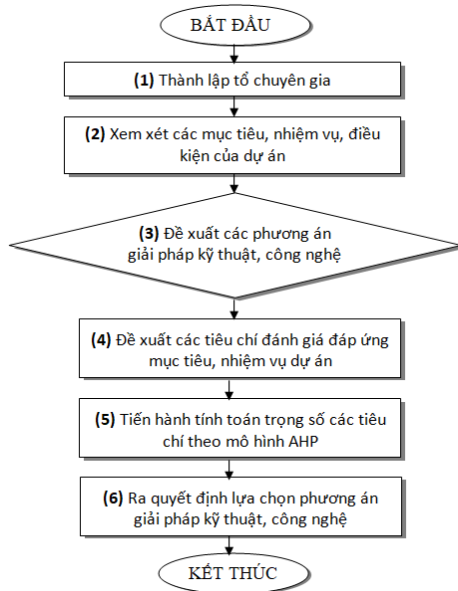 BẮT ĐẦU
(1) Thành lập tổ chuyên gia
(2) Xem xét các mục tiêu, nhiệm vụ, điều
kiện của dự án
(3) Đề xuất các phương án
giải pháp kỹ thuật, công nghệ
(4) Đề xuất các tiêu chí đánh giá đáp ứng
mục tiêu, nhiệm vụ dự án
(5) Tiến hành tính toán trọng số các tiêu
chí theo mô hình AHP
(6) Ra quyết định lựa chọn phương án
giải pháp kỹ thuật, công nghệ
KẾT THÚC